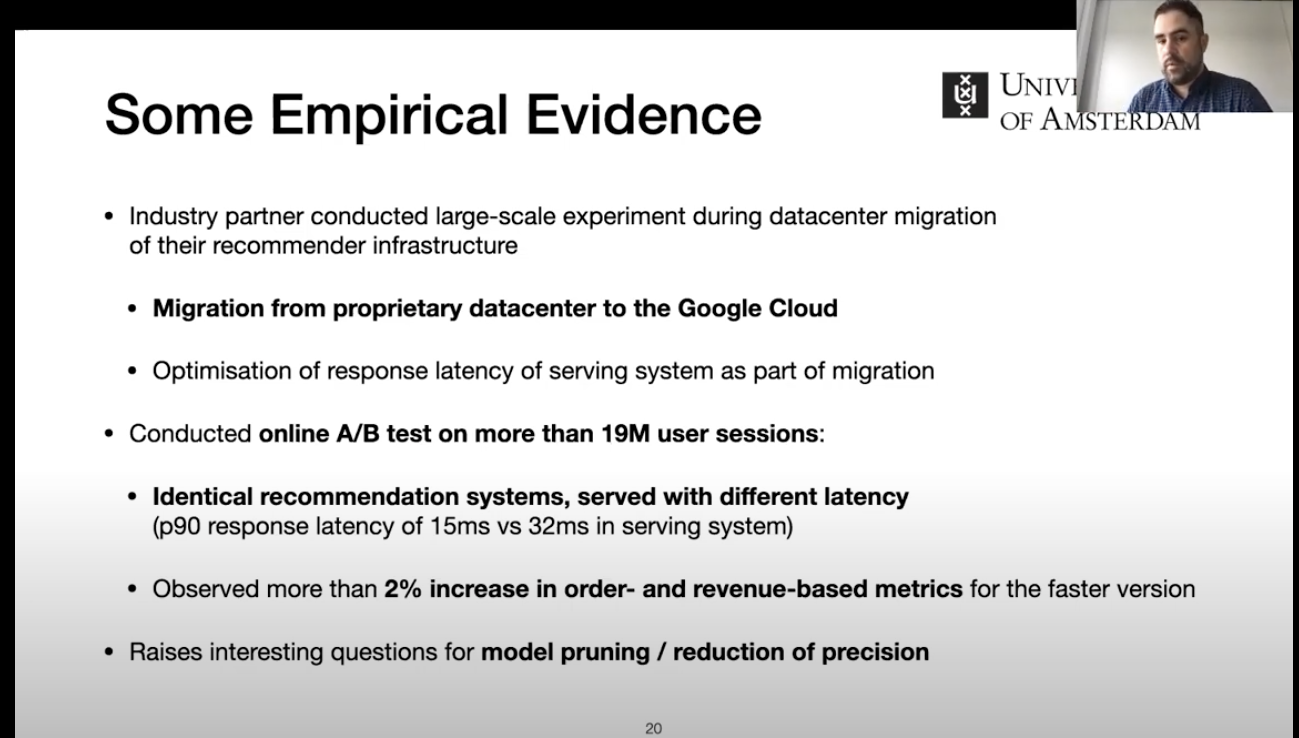 Some Empirical Evidence
UNIV
OF AMSTERDAM
• Industry partner conducted large-scale experiment during datacenter migration
of their recommender infrastructure
• Migration from proprietary datacenter to the Google Cloud
• Optimisation of response latency of serving system as part of migration
• Conducted online A/B test on more than 19M user sessions:
• Identical recommendation systems, served with different latency
(p90 response latency of 15ms vs 32ms in serving system)
• Observed more than 2% increase in order- and revenue-based metrics for the faster version
• Raises interesting questions for model pruning / reduction of precision
20